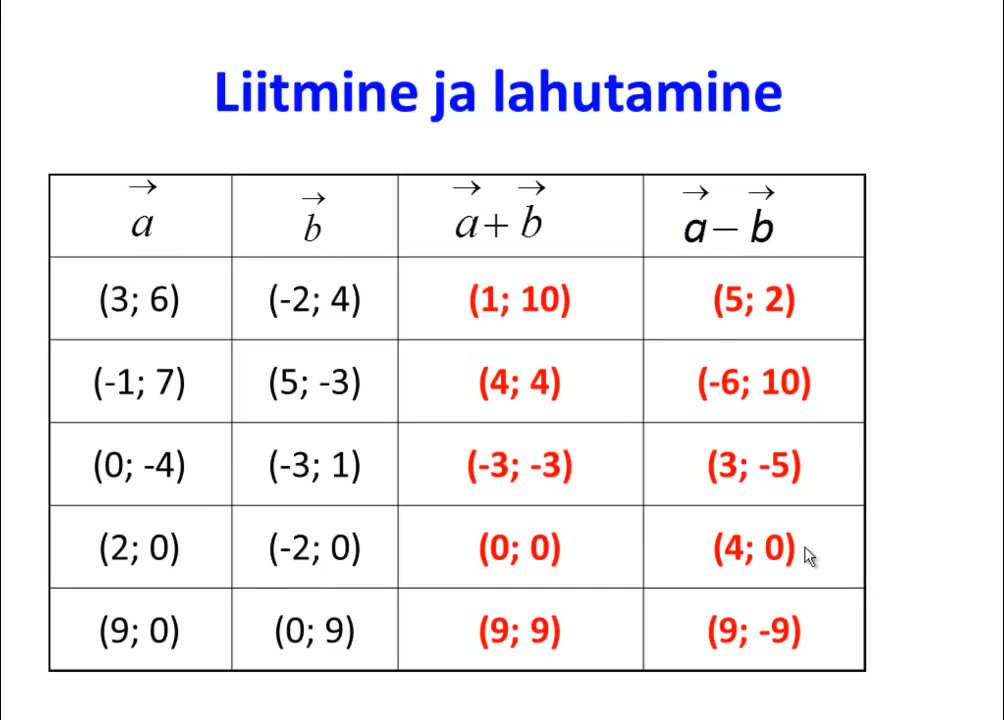 Liitmine ja lahutamine
a⃗ b⃗ a⃗ + b⃗ a⃗ – b⃗
(3; 6) (-2; 4) (1; 10) (5; 2)
(-1; 7) (5; -3) (4; 4) (-6; 10)
(0; -4) (-3; 1) (-3; -3) (3; -5)
(2; 0) (-2; 0) (0; 0) (4; 0)
(9; 0) (0; 9) (9; 9) (9; -9)